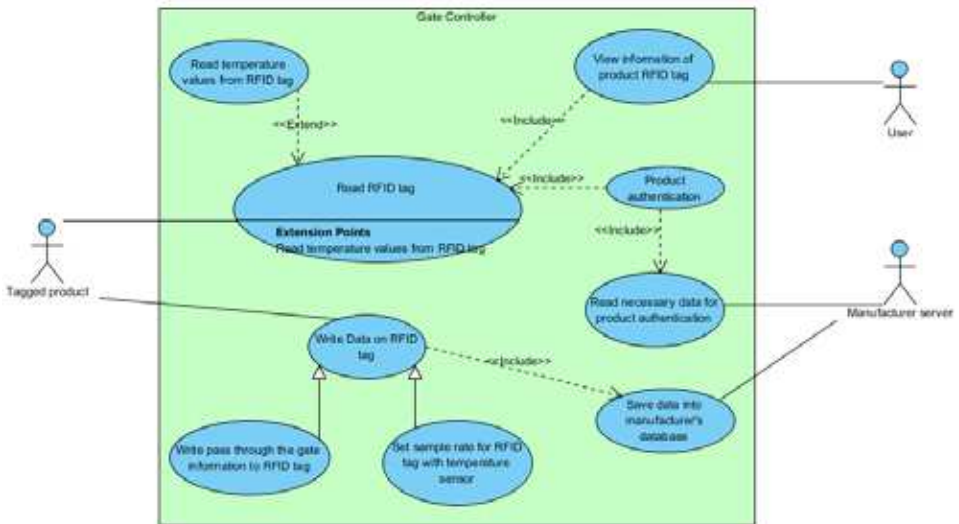 Gate Controller
Read temperature
values from RFID tag
View information of
product RFID tag
<<Extend>>
<<Include>>
User
Read RFID tag
<<Include>>
Product
authentication
Extension Points
Read temperature values from RFID tag
<<Include>>
Tagged product
Read necessary data for
product authentication
Manufacturer server
Write Data on RFID
tag
<<Include>>
Save data into
manufacturer's
database
Write pass through the gate
information to RFID tag
Set sample rate for RFID
tag with temperature
sensor